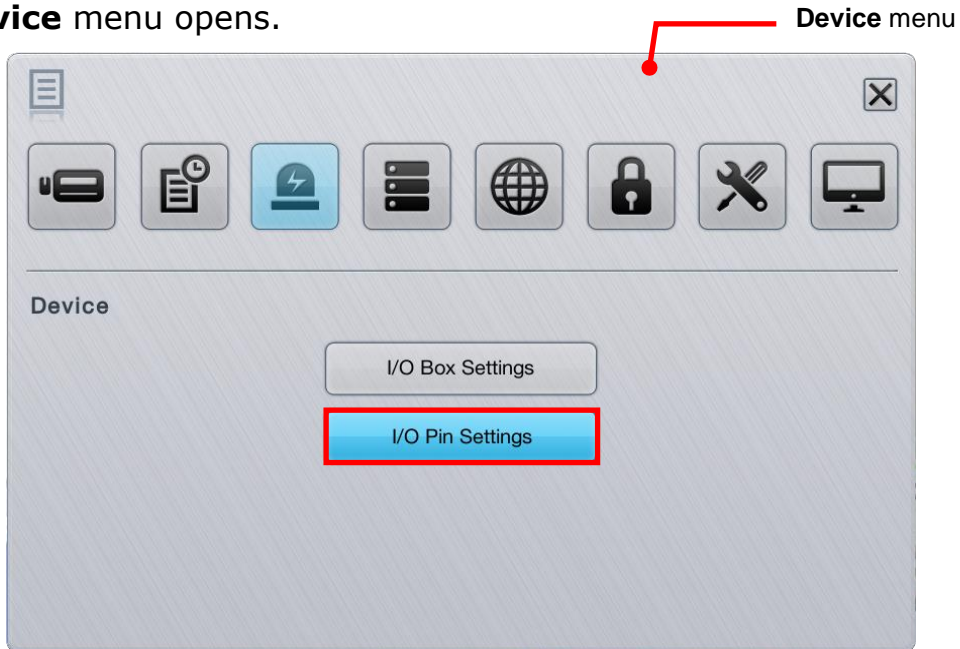 vice menu opens.
Device menu
Device
I/O Box Settings
I/O Pin Settings